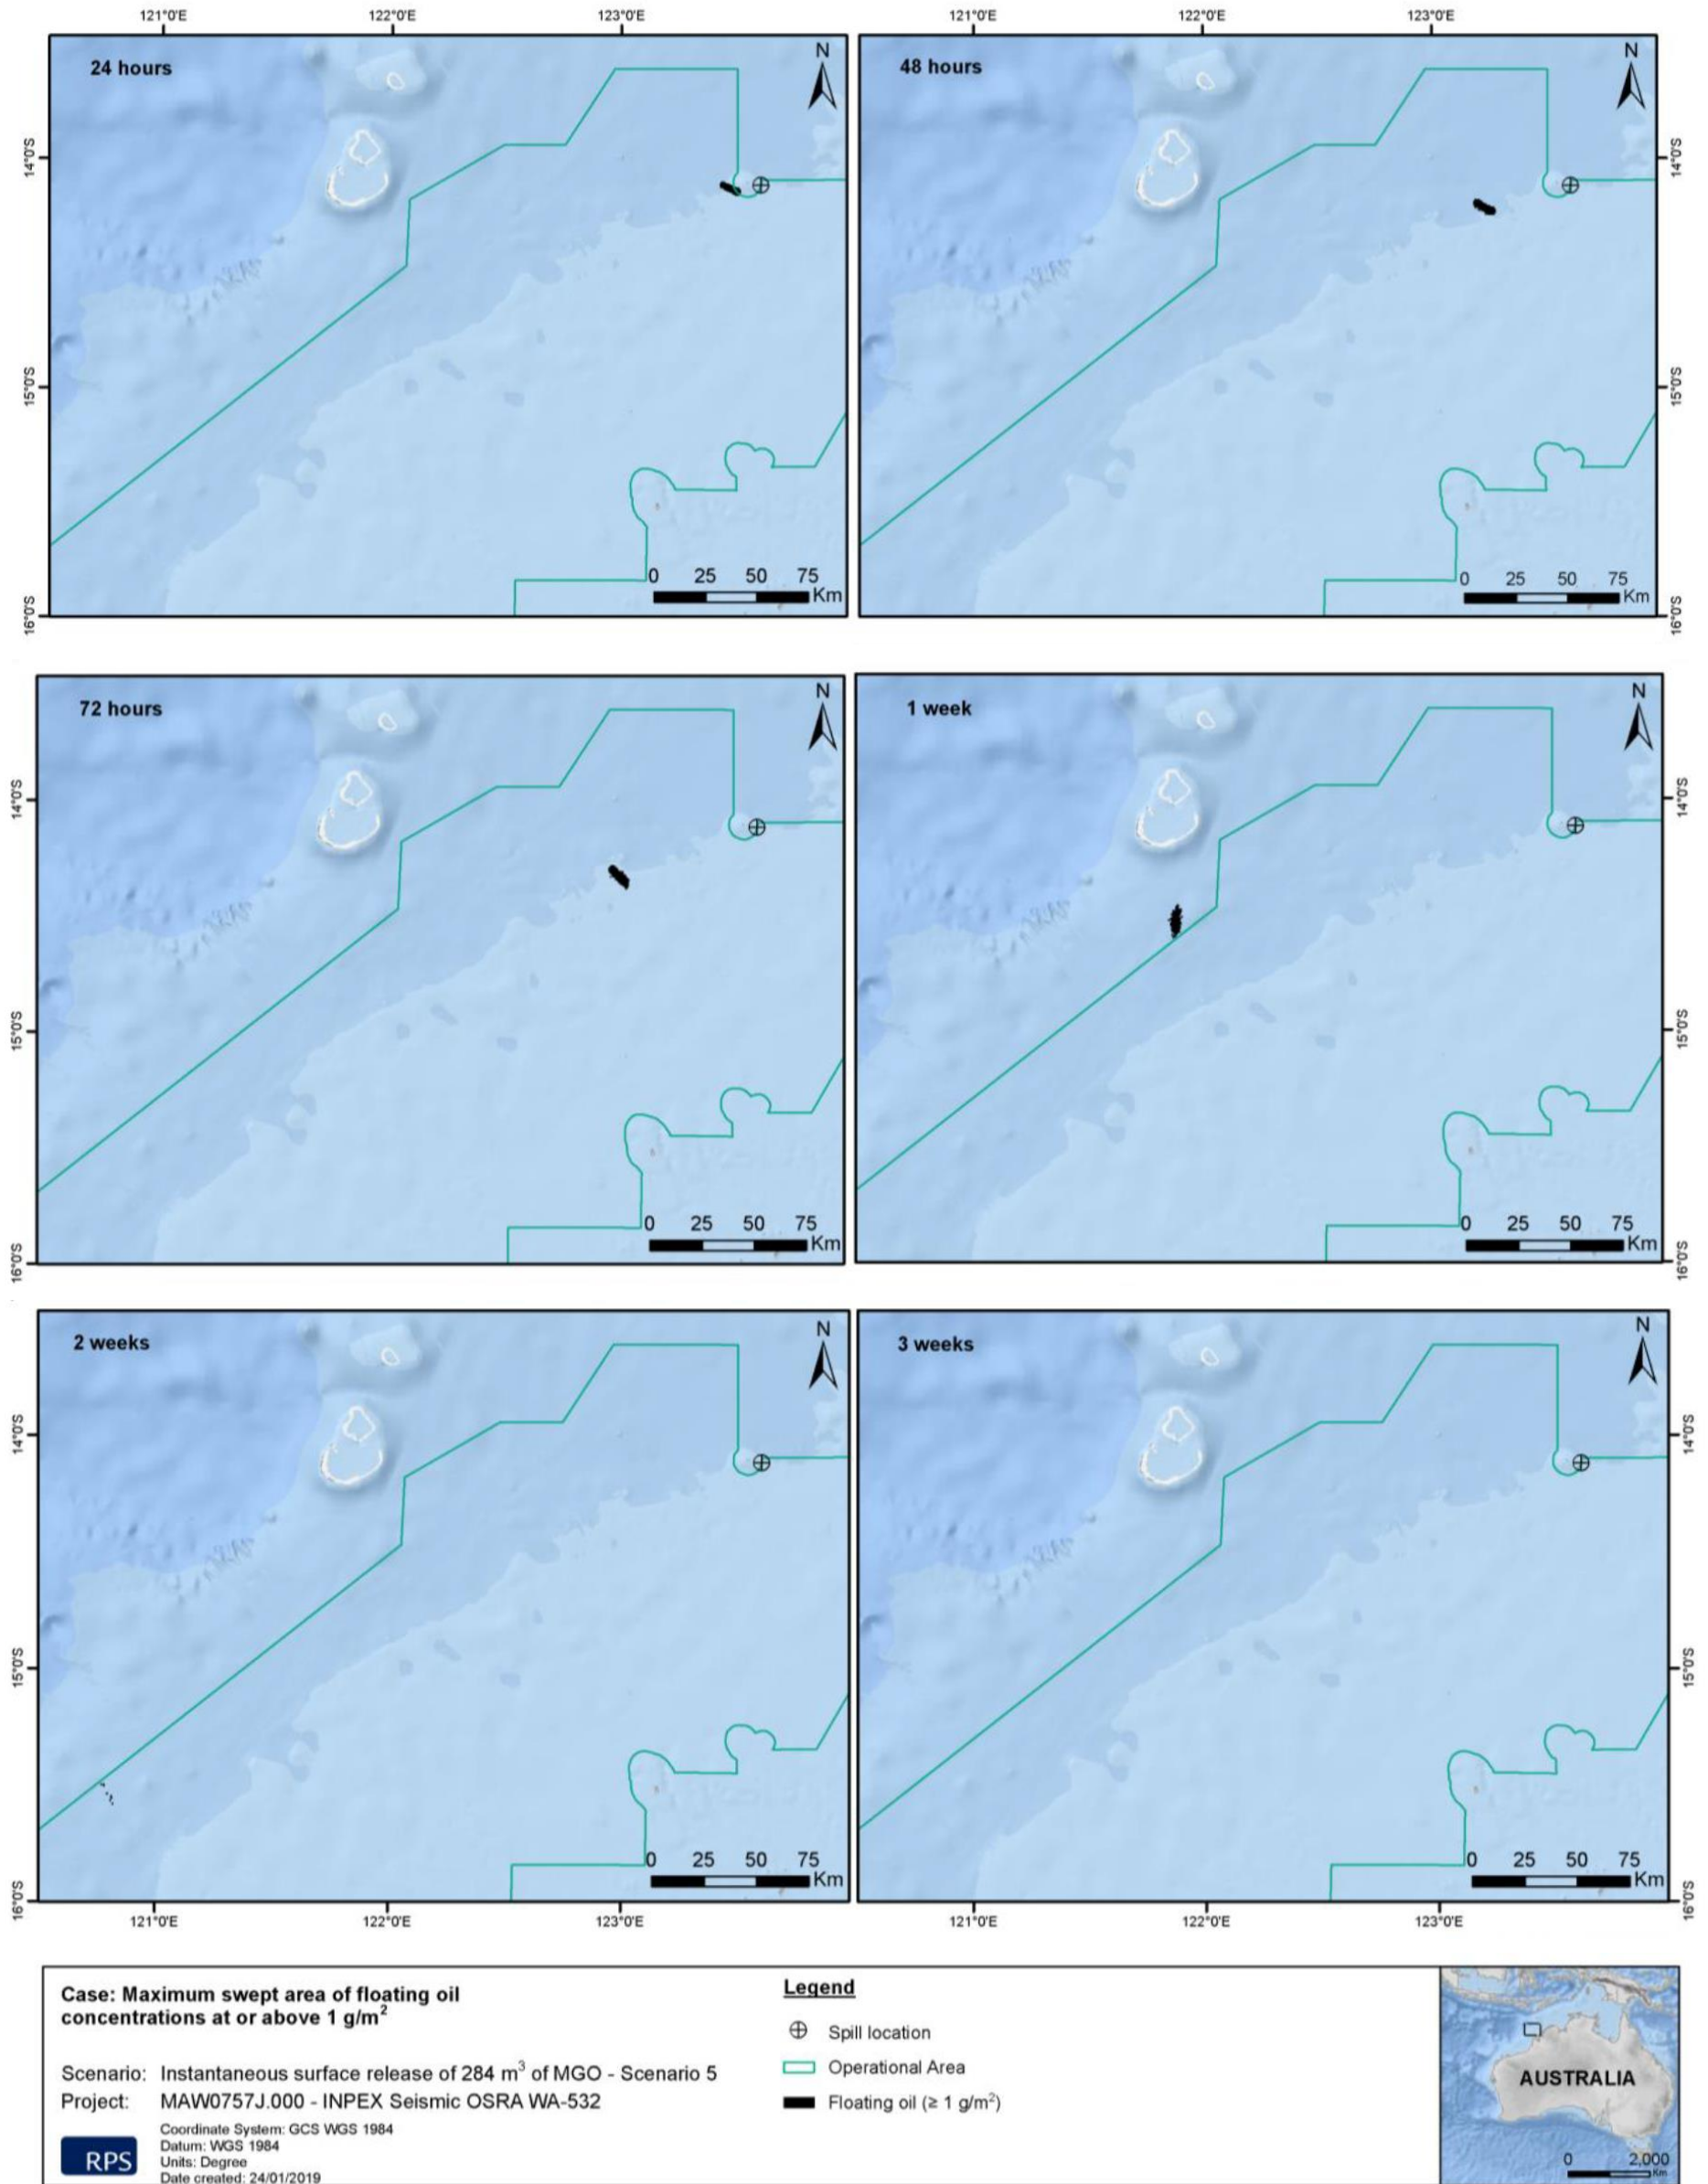 121°0'E 122°0'E 123°0'E 121°0'E 122°0'E 123°0'E
24 hours
N
14°0'S
15°0'S
16°0'S
0 25 50 75
Km
48 hours
N
14°0'S
15°0'S
16°0'S
0 25 50 75
Km
72 hours
N
14°0'S
15°0'S
16°0'S
0 25 50 75
Km
1 week
N
14°0'S
15°0'S
16°0'S
0 25 50 75
Km
2 weeks
N
14°0'S
15°0'S
16°0'S
0 25 50 75
Km
3 weeks
N
14°0'S
15°0'S
16°0'S
0 25 50 75
Km
121°0'E 122°0'E 123°0'E 121°0'E 122°0'E 123°0'E
Case: Maximum swept area of floating oil
concentrations at or above 1 g/m²
Scenario: Instantaneous surface release of 284 m³ of MGO - Scenario 5
Project: MAW0757J.000 - INPEX Seismic OSRA WA-532
RPS
Coordinate System: GCS WGS 1984
Datum: WGS 1984
Units: Degree
Date created: 24/01/2019
Legend
Spill location
Operational Area
Floating oil (≥ 1 g/m²)
AUSTRALIA
0 2,000
Km